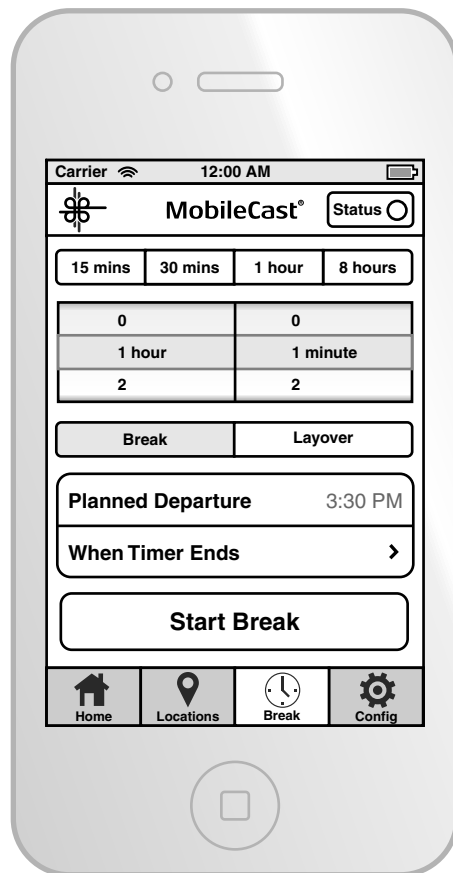 Carrier 12:00 AM
MobileCast® Status
15 mins 30 mins 1 hour 8 hours
0 0
1 hour 1 minute
2 2
Break Layover
Planned Departure 3:30 PM
When Timer Ends
Start Break
Home Locations Break Config